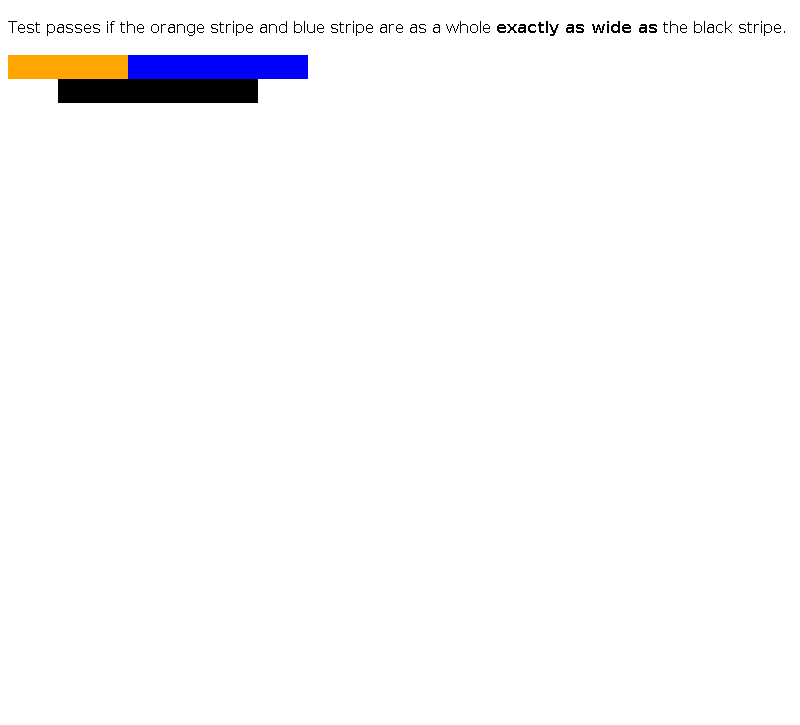 Test passes if the orange stripe and blue stripe are as a whole exactly as wide as the black stripe.